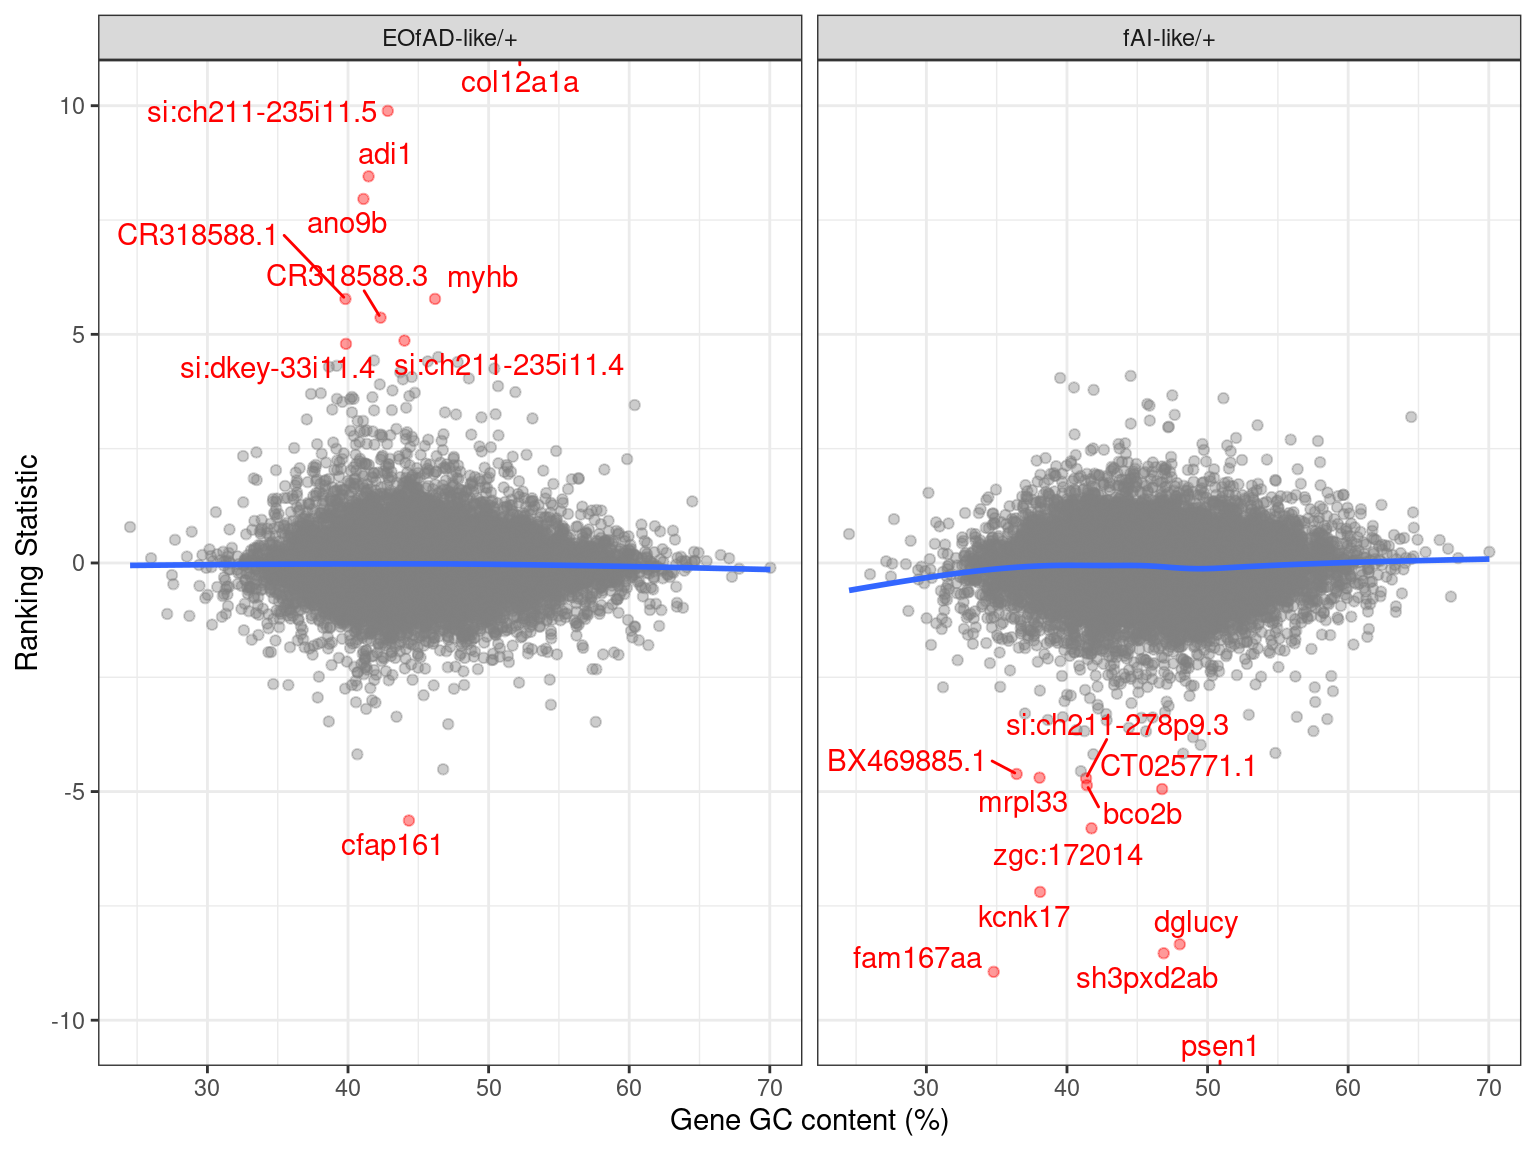 EOfAD-like/+
fAI-like/+
Ranking Statistic
10
5
0
-5
-10
col12a1a
si:ch211-235i11.5
adi1
ano9b
CR318588.1
CR318588.3
myhb
si:dkey-33i11.4
si:ch211-235i11.4
cfap161
si:ch211-278p9.3
BX469885.1
CT025771.1
mrpl33
bco2b
zgc:172014
kcnk17
dglucy
fam167aa
sh3pxd2ab
psen1
30 40 50 60 70
30 40 50 60 70
Gene GC content (%)